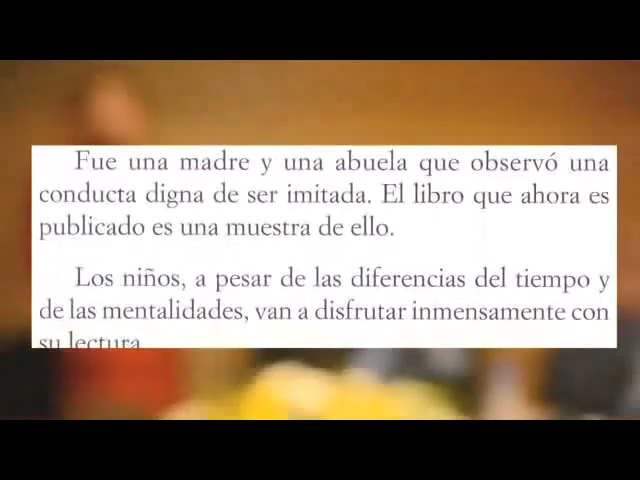 Fue una madre y una abuela que observó una
conducta digna de ser imitada. El libro que ahora es
publicado es una muestra de ello.
Los niños, a pesar de las diferencias del tiempo y
de las mentalidades, van a disfrutar inmensamente con
su lectura